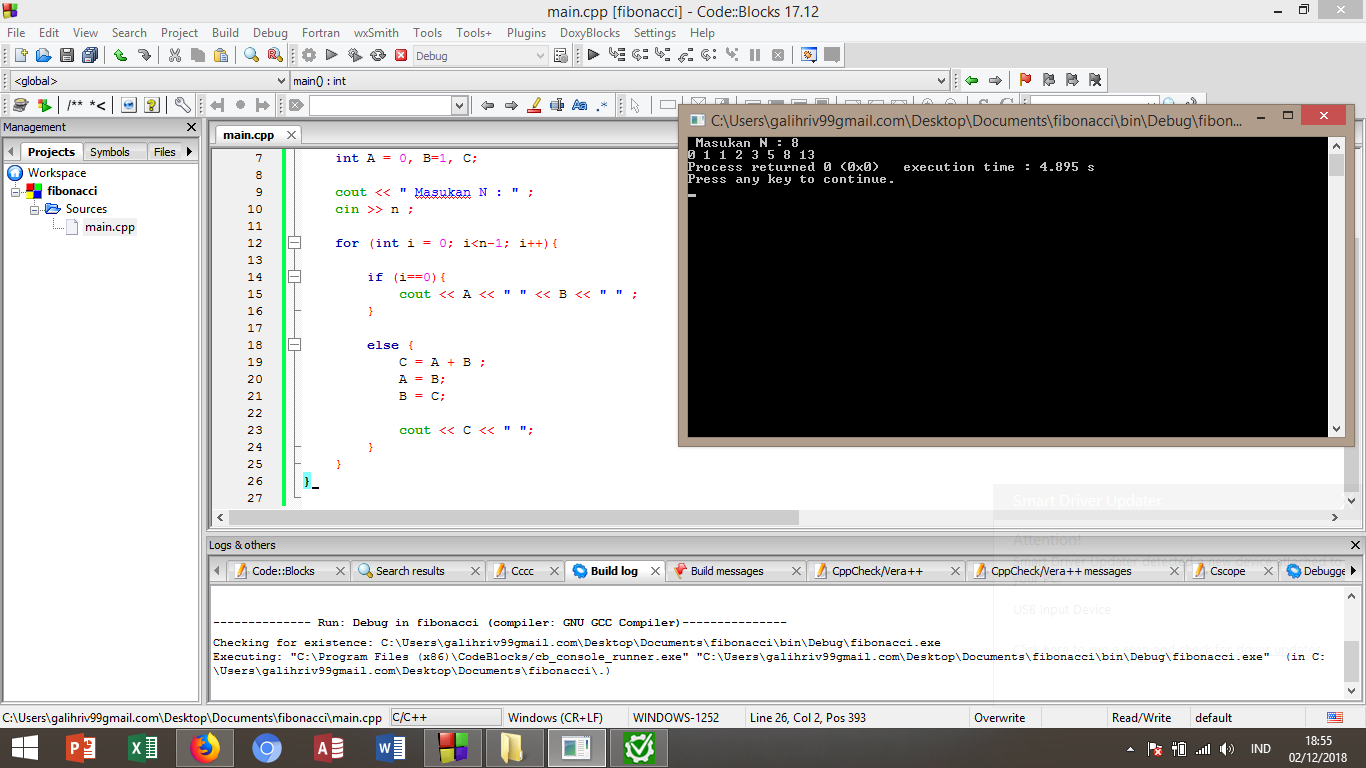 main.cpp [fibonacci] - Code::Blocks 17.12
File Edit View Search Project Build Debug Fortran wxSmith Tools Tools+ Plugins DoxyBlocks Settings Help
Debug
<global> main() : int
/** *<
Aa .*
C:\Users\galihriv99gmail.com\Desktop\Documents\fibonacci\bin\Debug\fibon...
Masukan N : 8
0 1 1 2 3 5 8 13
Process returned 0 (0x0)   execution time : 4.895 s
Press any key to continue.
Management
Projects Symbols Files
Workspace
fibonacci
Sources
main.cpp
main.cpp
7     int A = 0, B=1, C;
8
9     cout << " Masukan N : " ;
10    cin >> n ;
11
12    for (int i = 0; i<n-1; i++){
13
14        if (i==0){
15            cout << A << " " << B << " " ;
16        }
17
18        else {
19            C = A + B ;
20            A = B;
21            B = C;
22
23            cout << C << " ";
24        }
25    }
26 }
27
Smart Driver Updater
Attention!
USB Input Device
Logs & others
Code::Blocks Search results Cccc Build log Build messages CppCheck/Vera++ CppCheck/Vera++ messages Cscope Debugge
-------------- Run: Debug in fibonacci (compiler: GNU GCC Compiler)---------------
Checking for existence: C:\Users\galihriv99gmail.com\Desktop\Documents\fibonacci\bin\Debug\fibonacci.exe
Executing: "C:\Program Files (x86)\CodeBlocks/cb_console_runner.exe" "C:\Users\galihriv99gmail.com\Desktop\Documents\fibonacci\bin\Debug\fibonacci.exe"  (in C:
\Users\galihriv99gmail.com\Desktop\Documents\fibonacci\.)
C:\Users\galihriv99gmail.com\Desktop\Documents\fibonacci\main.cpp C/C++ Windows (CR+LF) WINDOWS-1252 Line 26, Col 2, Pos 393 Overwrite Read/Write default
IND
18:55
02/12/2018